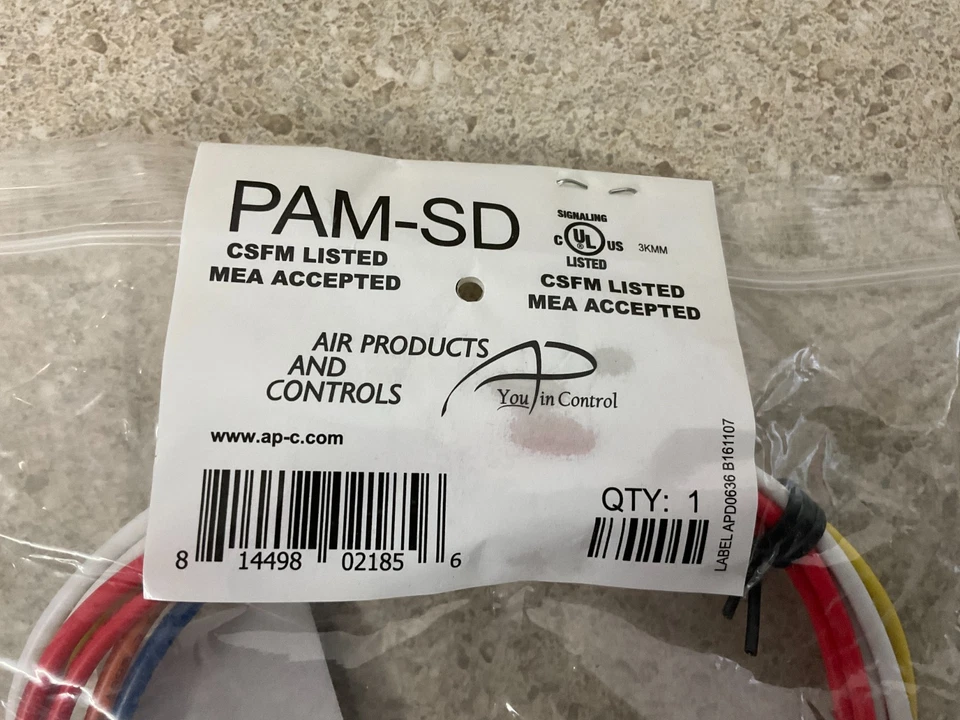 PAM-SD
CSFM LISTED
MEA ACCEPTED
SIGNALING
C UL ® US
LISTED
3KMM
CSFM LISTED
MEA ACCEPTED
AIR PRODUCTS
AND
CONTROLS
AP
You in Control
www.ap-c.com
8 14498 02185 6
QTY: 1
LABEL APD0636 B161107